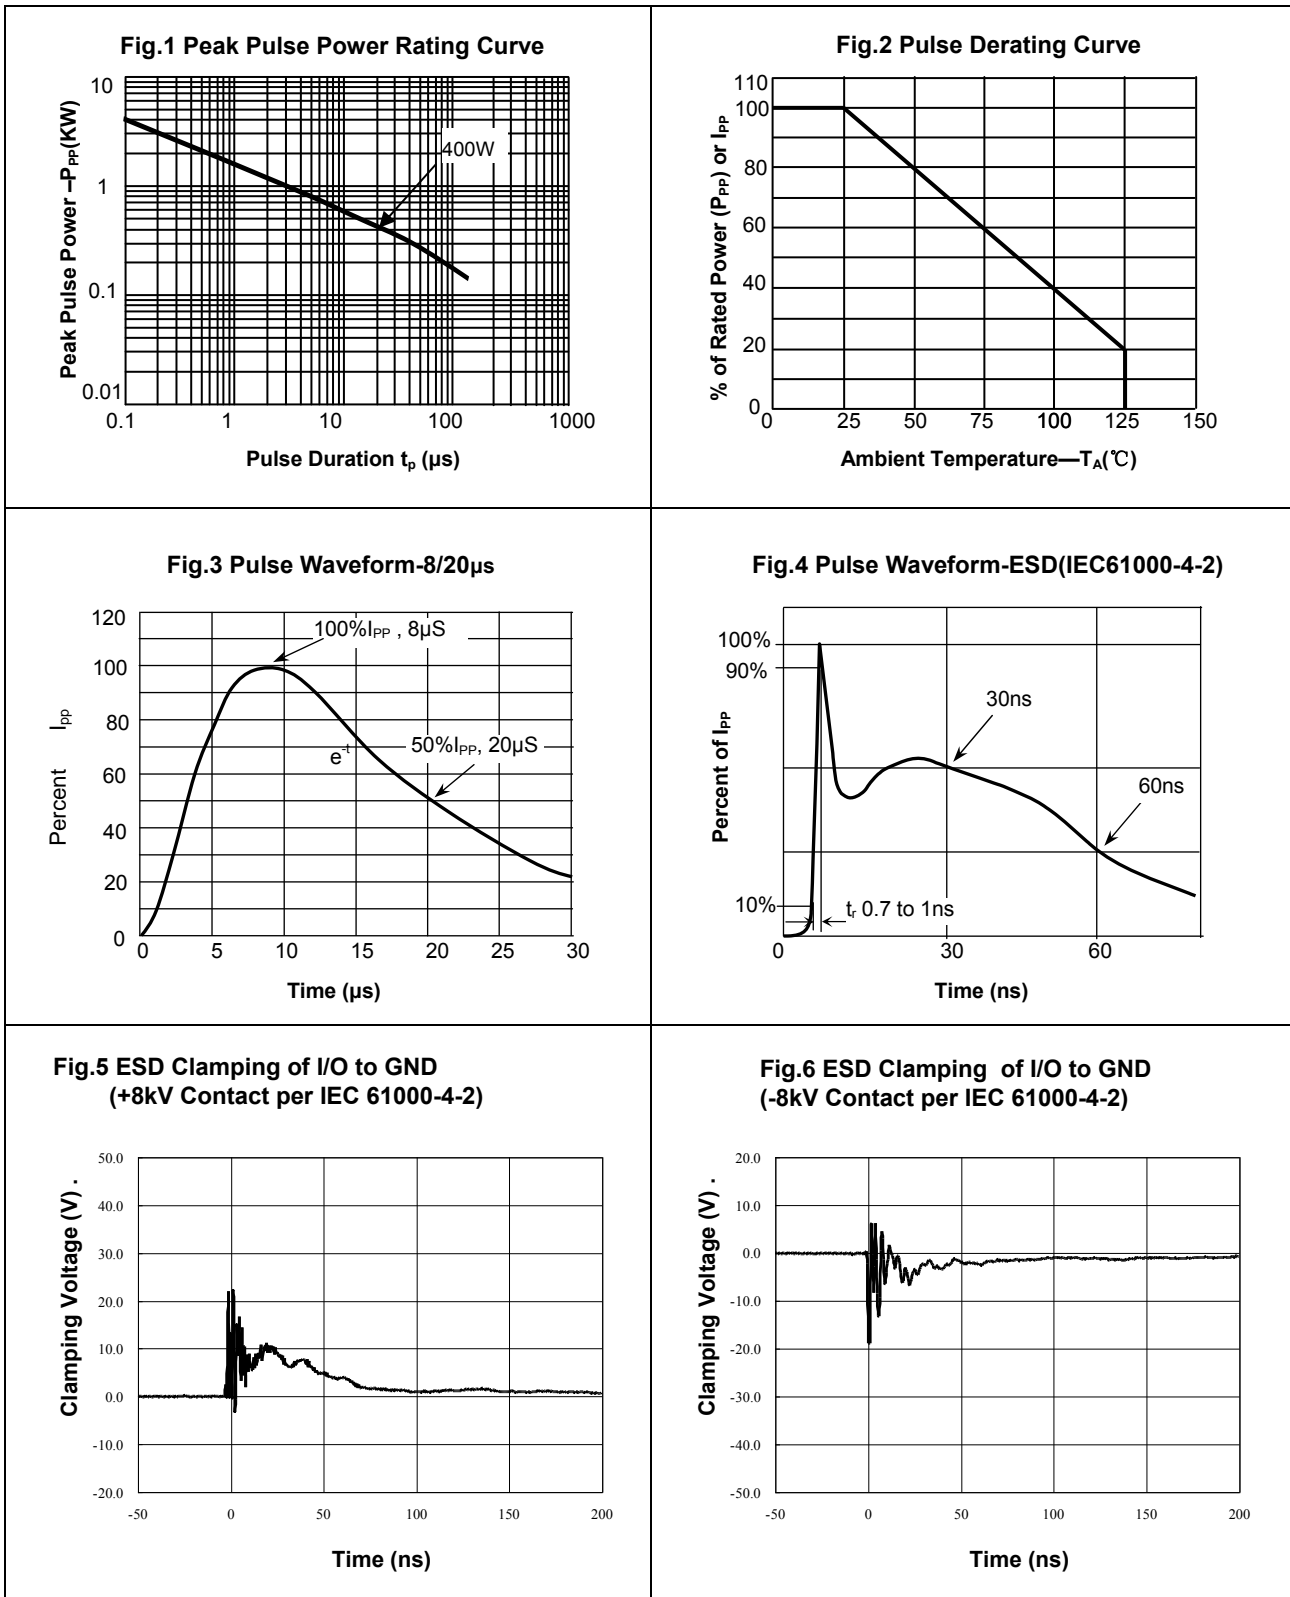 Fig.1 Peak Pulse Power Rating Curve
Peak Pulse Power –PPP(KW)
10
1
0.1
0.01
400W
0.1 1 10 100 1000
Pulse Duration tp (µs)
Fig.2 Pulse Derating Curve
% of Rated Power (PPP) or IPP
110
100
80
60
40
20
0
0 25 50 75 100 125 150
Ambient Temperature—TA(℃)
Fig.3 Pulse Waveform-8/20µs
Percent Ipp
120
100
80
60
40
20
0
100%IPP , 8µS
e-t
50%IPP, 20µS
0 5 10 15 20 25 30
Time (µs)
Fig.4 Pulse Waveform-ESD(IEC61000-4-2)
Percent of IPP
100%
90%
10%
30ns
60ns
tr 0.7 to 1ns
0 30 60
Time (ns)
Fig.5 ESD Clamping of I/O to GND
(+8kV Contact per IEC 61000-4-2)
Clamping Voltage (V) .
50.0
40.0
30.0
20.0
10.0
0.0
-10.0
-20.0
-50 0 50 100 150 200
Time (ns)
Fig.6 ESD Clamping of I/O to GND
(-8kV Contact per IEC 61000-4-2)
Clamping Voltage (V) .
20.0
10.0
0.0
-10.0
-20.0
-30.0
-40.0
-50.0
-50 0 50 100 150 200
Time (ns)